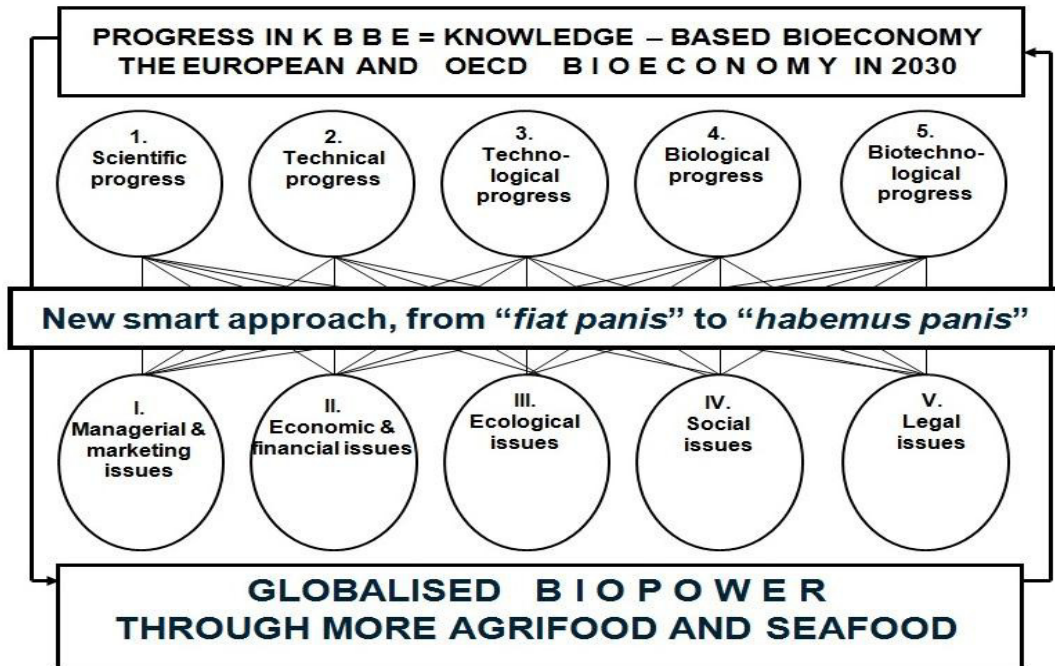 PROGRESS IN K B B E = KNOWLEDGE – BASED BIOECONOMY
THE EUROPEAN AND OECD B I O E C O N O M Y IN 2030
1.
Scientific
progress
2.
Technical
progress
3.
Techno-
logical
progress
4.
Biological
progress
5.
Biotechno-
logical
progress
New smart approach, from “fiat panis” to “habemus panis”
I.
Managerial &
marketing
issues
II.
Economic &
financial issues
III.
Ecological
issues
IV.
Social
issues
V.
Legal
issues
GLOBALISED B I O P O W E R
THROUGH MORE AGRIFOOD AND SEAFOOD